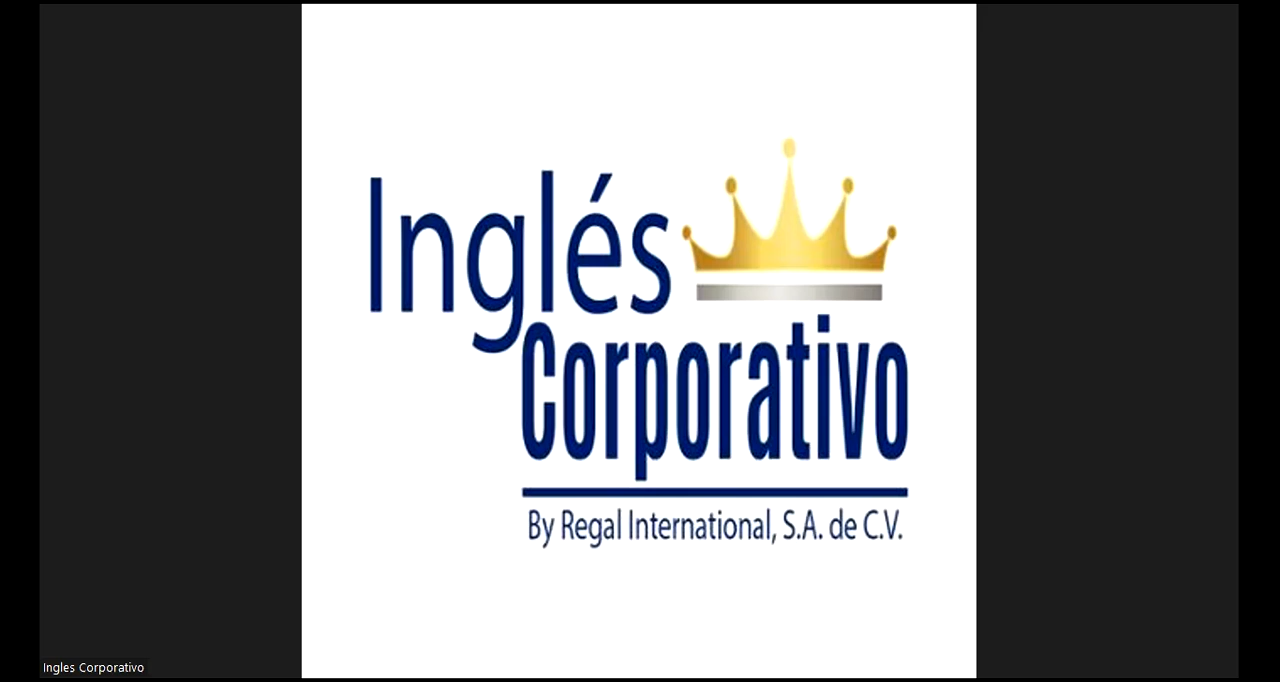 Inglés
Corporativo
By Regal International, S.A. de C.V.
Ingles Corporativo